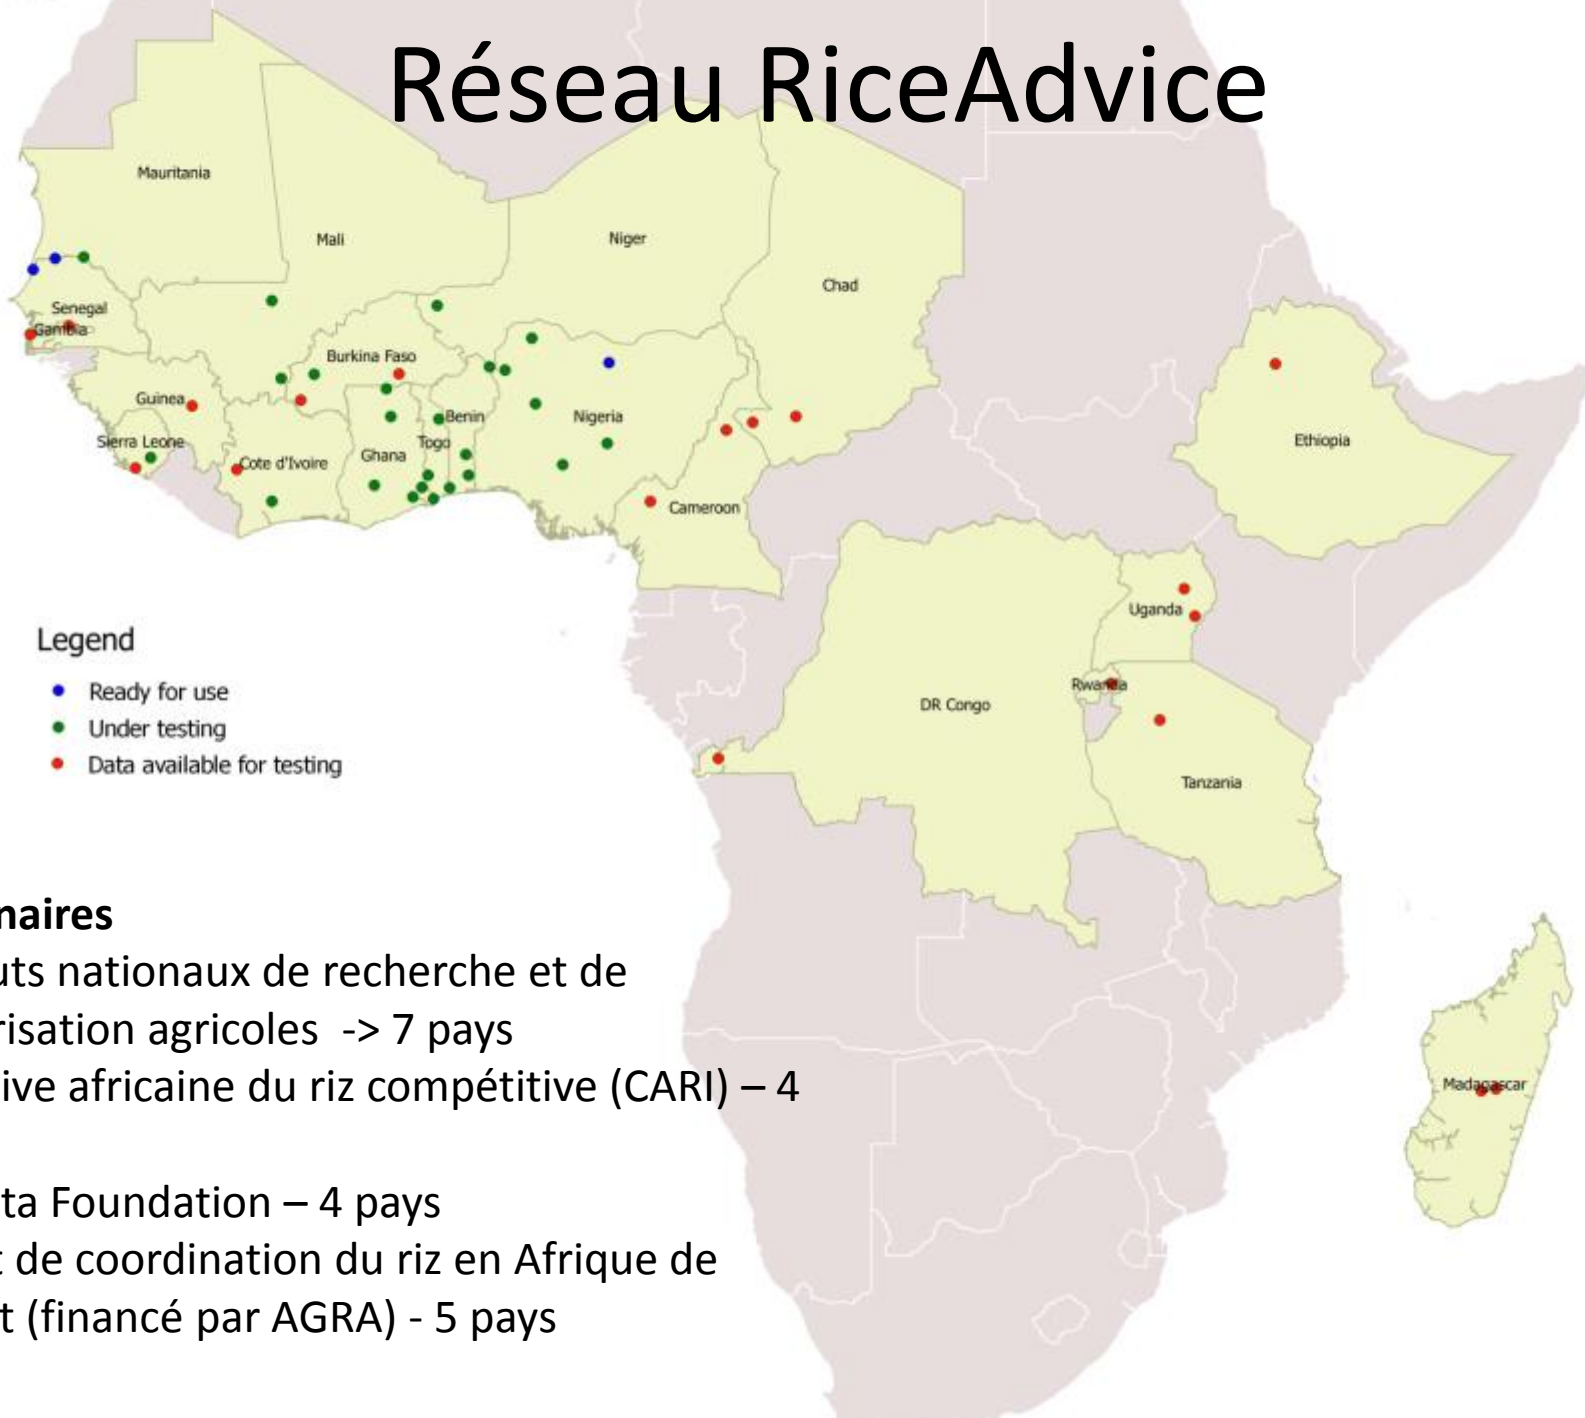 Réseau RiceAdvice
Mauritania
Mali
Niger
Chad
Senegal
Gambia
Burkina Faso
Guinea
Benin
Nigeria
Sierra Leone
Togo
Cote d'Ivoire
Ghana
Ethiopia
Cameroon
Uganda
Rwanda
DR Congo
Tanzania
Madagascar
Legend
Ready for use
Under testing
Data available for testing
naires
uts nationaux de recherche et de
risation agricoles -> 7 pays
ive africaine du riz compétitive (CARI) – 4
ta Foundation – 4 pays
t de coordination du riz en Afrique de
t (financé par AGRA) - 5 pays